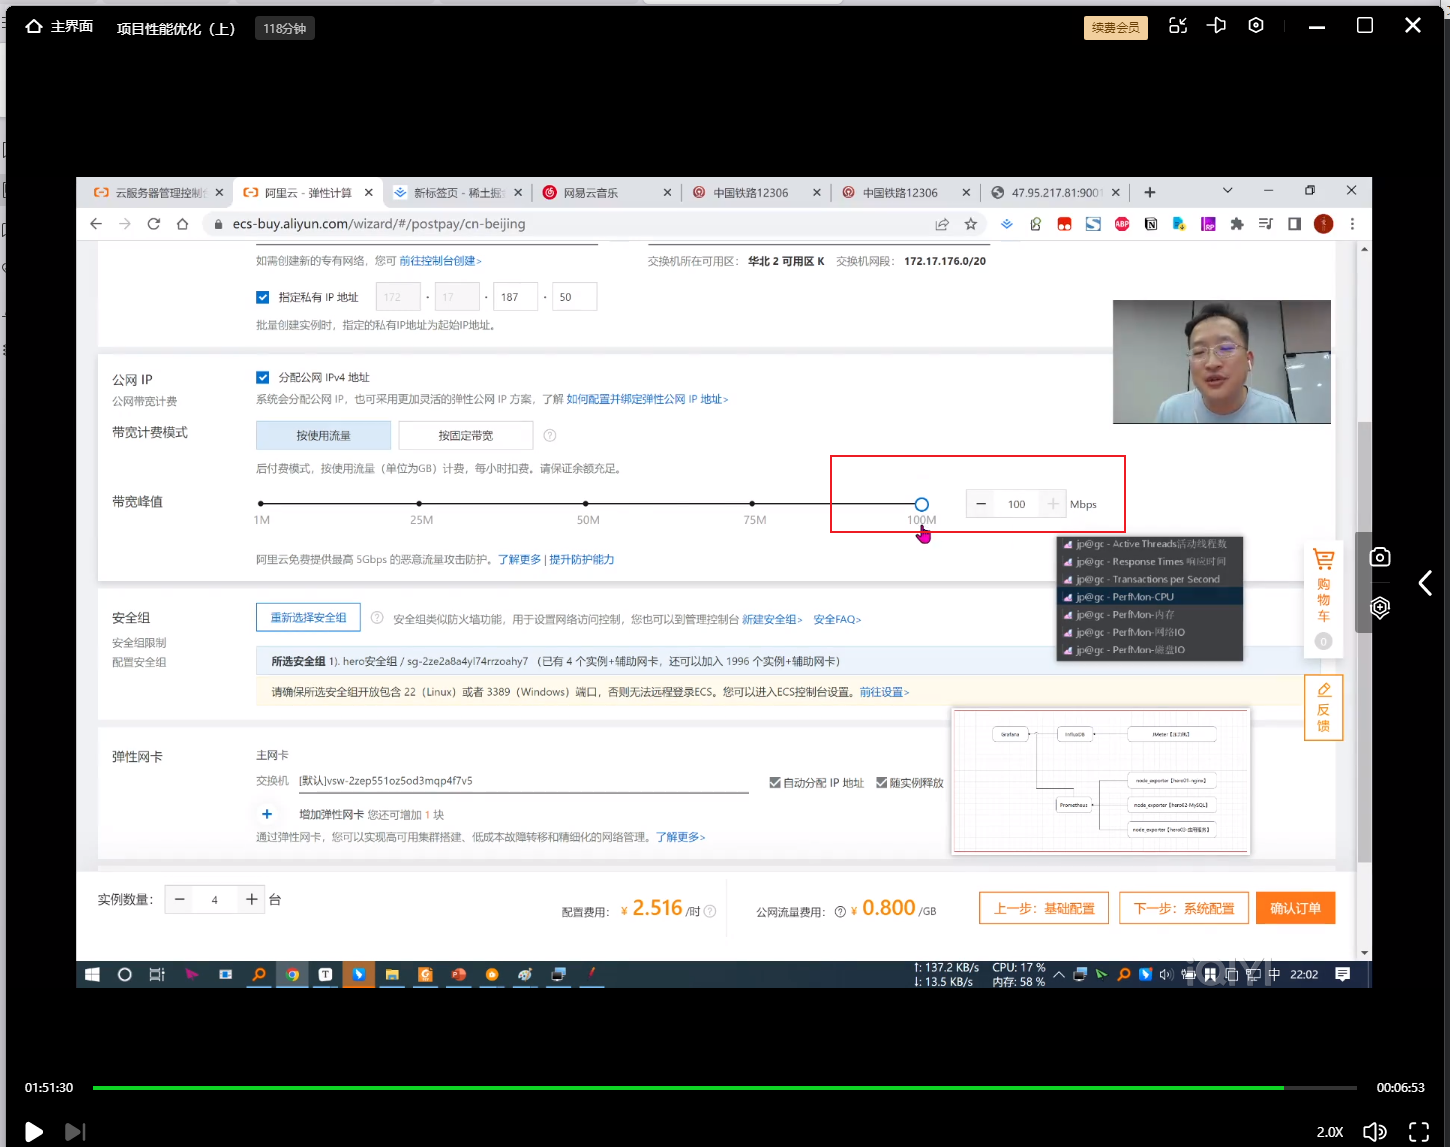 主界面
项目性能优化（上）
118分钟
续费会员
云服务器管理控制台
阿里云 - 弹性计算
新标签页 - 稀土掘
网易云音乐
中国铁路12306
中国铁路12306
47.95.217.81:9001
ecs-buy.aliyun.com/wizard/#/postpay/cn-beijing
如需创建新的专有网络，您可 前往控制台创建>
交换机所在可用区： 华北 2 可用区 K 交换机网段： 172.17.176.0/20
指定私有 IP 地址 172 · 17 · 187 · 50
批量创建实例时，指定的私有IP地址为起始IP地址。
公网 IP
公网带宽计费
分配公网 IPv4 地址
系统会分配公网 IP，也可采用更加灵活的弹性公网 IP 方案，了解 如何配置并绑定弹性公网 IP 地址>
带宽计费模式
按使用流量
按固定带宽
后付费模式，按使用流量（单位为GB）计费，每小时扣费。请保证余额充足。
带宽峰值
1M
25M
50M
75M
100M
100 Mbps
阿里云免费提供最高 5Gbps 的恶意流量攻击防护。了解更多 | 提升防护能力
jp@gc - Active Threads活动线程数
jp@gc - Response Times 响应时间
jp@gc - Transactions per Second
jp@gc - PerfMon-CPU
jp@gc - PerfMon-内存
jp@gc - PerfMon-网络IO
jp@gc - PerfMon-磁盘IO
购物车
0
反馈
安全组
安全组限制
配置安全组
重新选择安全组
安全组类似防火墙功能，用于设置网络访问控制，您也可以到管理控制台 新建安全组> 安全FAQ>
所选安全组 1). hero安全组 / sg-2ze2a8a4yl74rrzoahy7 （已有 4 个实例+辅助网卡，还可以加入 1996 个实例+辅助网卡）
请确保所选安全组开放包含 22（Linux）或者 3389（Windows）端口，否则无法远程登录ECS。您可以进入ECS控制台设置。前往设置>
弹性网卡
主网卡
交换机 [默认]vsw-2zep551oz5od3mqp4f7v5
自动分配 IP 地址
随实例释放
增加弹性网卡 您还可增加 1 块
通过弹性网卡，您可以实现高可用集群搭建、低成本故障转移和精细化的网络管理。了解更多>
Grafana
InfluxDB
Prometheus
node_exporter【hero01-nginx】
node_exporter【hero02-MySQL】
实例数量： 4 台
配置费用： ¥ 2.516 /时
公网流量费用： ¥ 0.800 /GB
上一步：基础配置
下一步：系统配置
确认订单
↑: 137.2 KB/s
↓: 13.5 KB/s
CPU: 17 %
内存: 58 %
中
22:02
iQIYI
01:51:30
00:06:53
2.0X